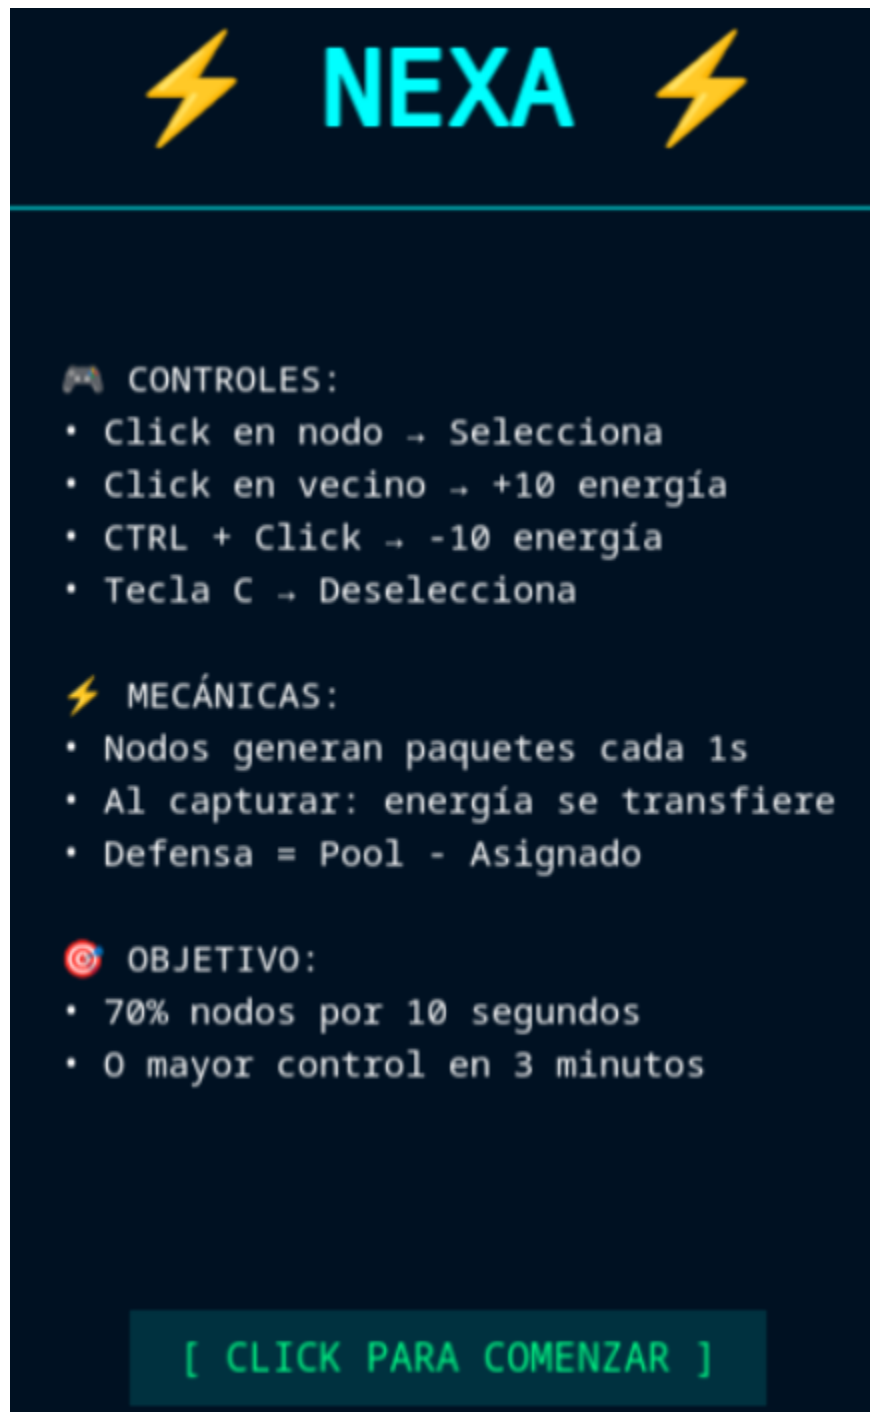 ⚡ NEXA ⚡
🎮 CONTROLES:
• Click en nodo → Selecciona
• Click en vecino → +10 energía
• CTRL + Click → -10 energía
• Tecla C → Deselecciona
⚡ MECÁNICAS:
• Nodos generan paquetes cada 1s
• Al capturar: energía se transfiere
• Defensa = Pool - Asignado
🎯 OBJETIVO:
• 70% nodos por 10 segundos
• O mayor control en 3 minutos
[ CLICK PARA COMENZAR ]